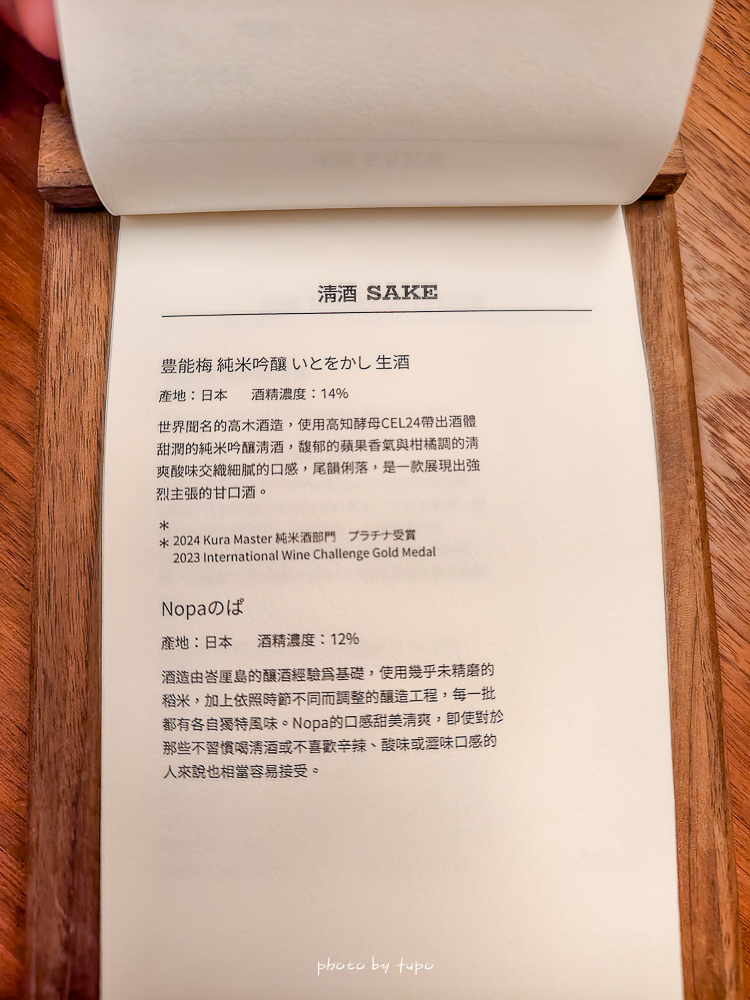 清酒 SAKE
豊能梅 純米吟釀 いとをかし 生酒
產地：日本 酒精濃度：14%
世界聞名的高木酒造，使用高知酵母CEL24帶出酒體
甜潤的純米吟釀清酒，馥郁的蘋果香氣與柑橘調的清
爽酸味交織細膩的口感，尾韻俐落，是一款展現出強
烈主張的甘口酒。
*
* 2024 Kura Master 純米酒部門 プラチナ受賞
2023 International Wine Challenge Gold Medal
Nopaのぱ
產地：日本 酒精濃度：12%
酒造由峇厘島的釀酒經驗為基礎，使用幾乎未精磨的
稻米，加上依照時節不同而調整的釀造工程，每一批
都有各自獨特風味。Nopa的口感甜美清爽，即使對於
那些不習慣喝清酒或不喜歡辛辣、酸味或澀味口感的
人來說也相當容易接受。
photo by tupo